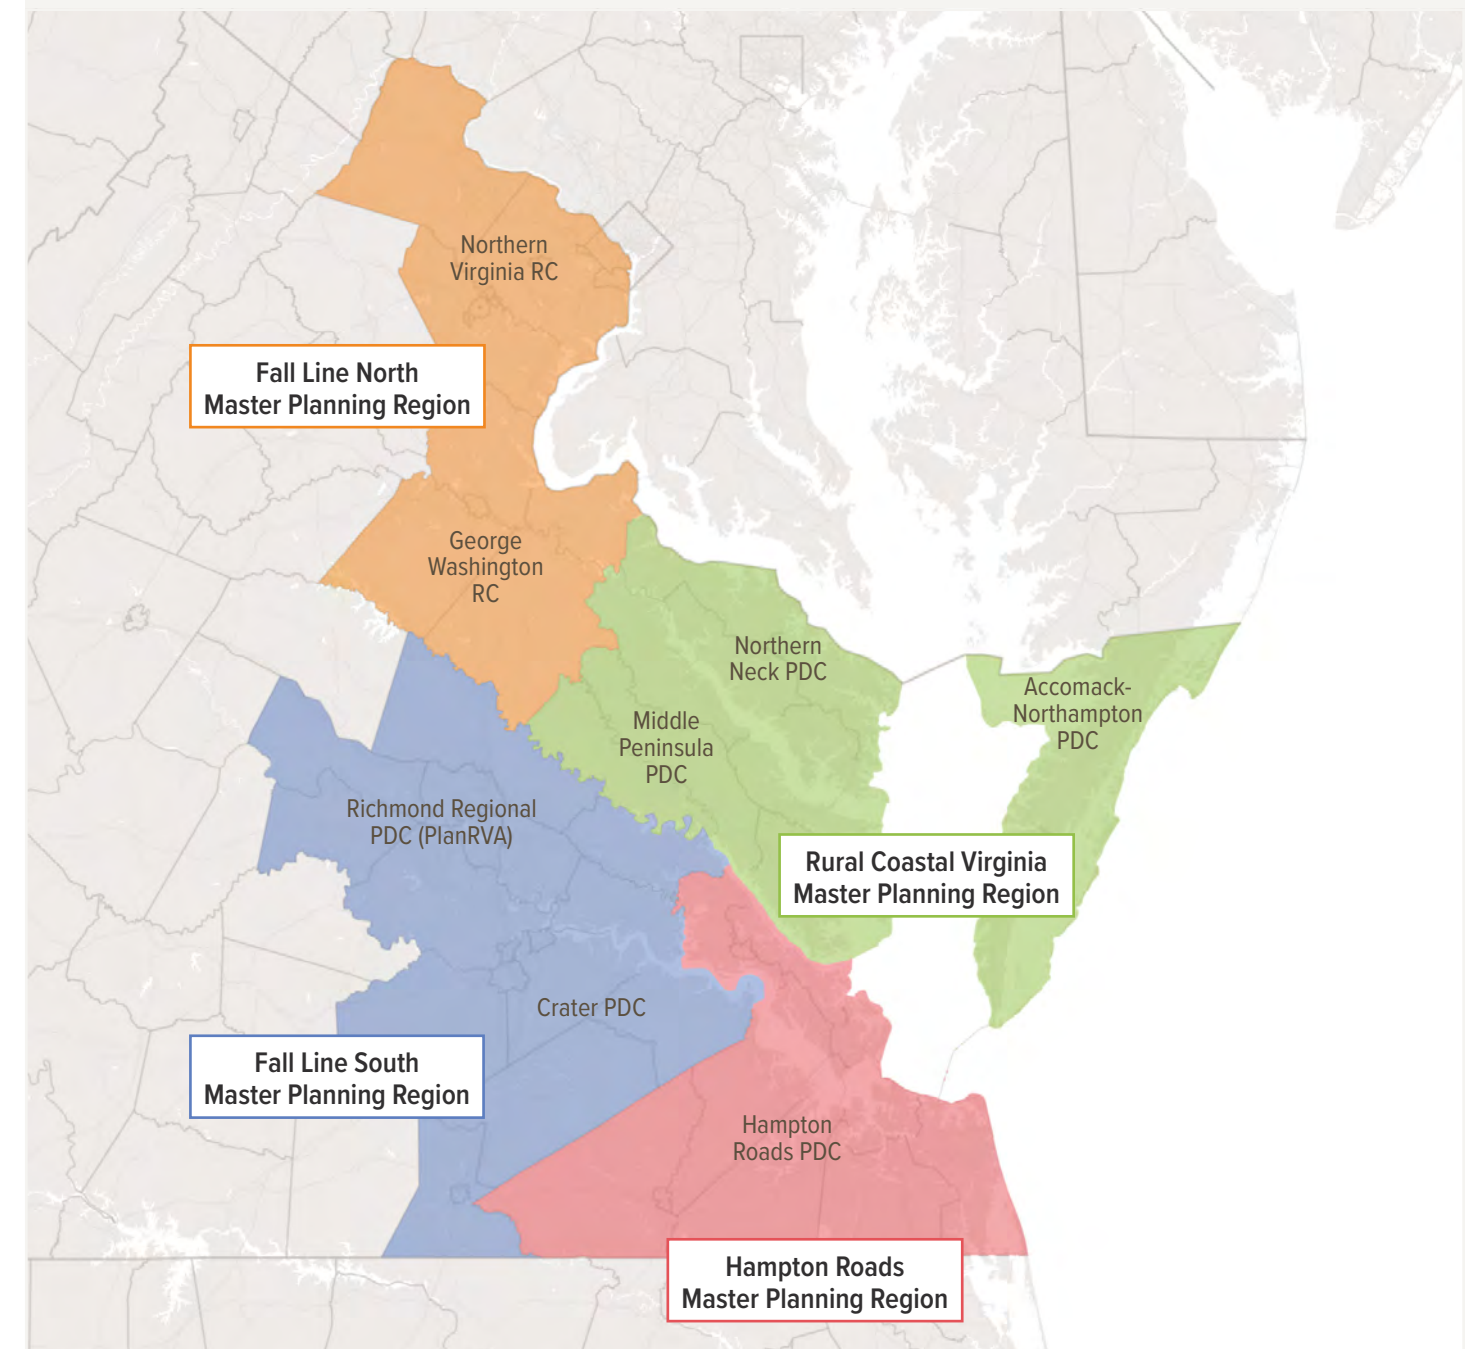 Northern
Virginia RC
Fall Line North
Master Planning Region
George
Washington
RC
Northern
Neck PDC
Accomack-
Northampton
PDC
Middle
Peninsula
PDC
Richmond Regional
PDC (PlanRVA)
Rural Coastal Virginia
Master Planning Region
Crater PDC
Fall Line South
Master Planning Region
Hampton
Roads PDC
Hampton Roads
Master Planning Region